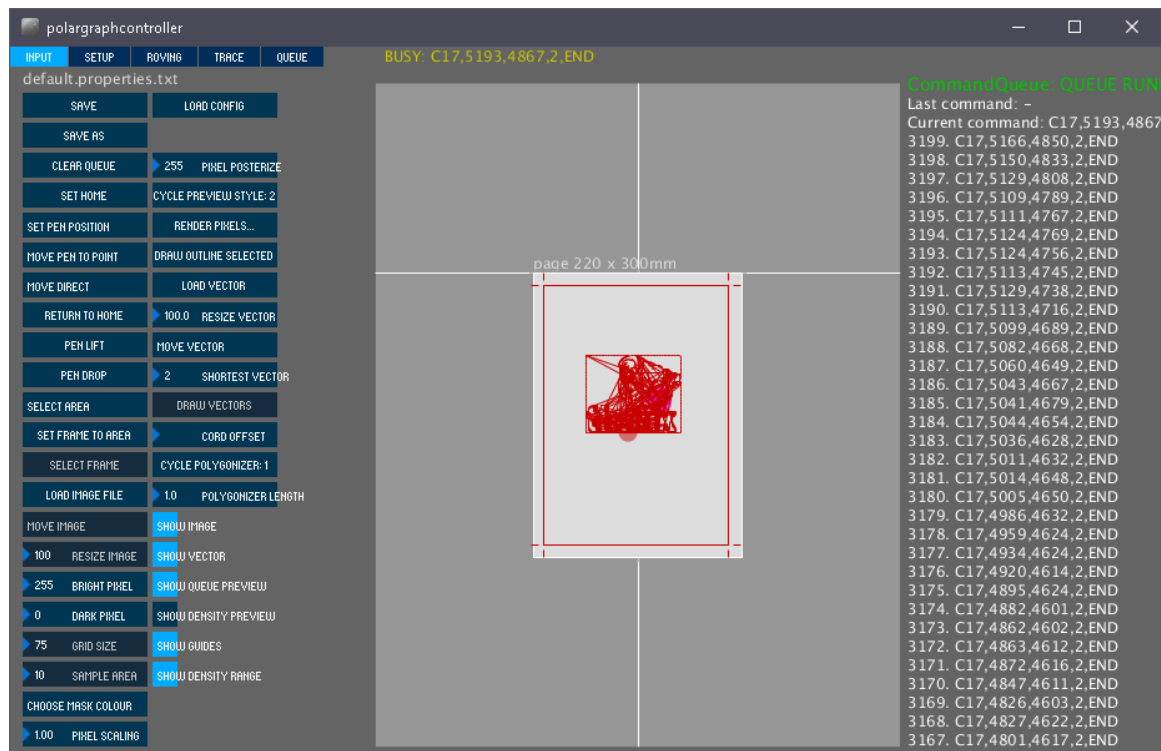 polargraphcontroller
INPUT SETUP ROVING TRACE QUEUE
BUSY: C17,5193,4867,2,END
default.properties.txt
SAVE LOAD CONFIG
SAVE AS
CLEAR QUEUE 255 PIXEL POSTERIZE
SET HOME CYCLE PREVIEW STYLE: 2
SET PEN POSITION RENDER PIXELS...
MOVE PEN TO POINT DRAW OUTLINE SELECTED
MOVE DIRECT LOAD VECTOR
RETURN TO HOME 100.0 RESIZE VECTOR
PEN LIFT MOVE VECTOR
PEN DROP 2 SHORTEST VECTOR
SELECT AREA DRAW VECTORS
SET FRAME TO AREA CORD OFFSET
SELECT FRAME CYCLE POLYGONIZER: 1
LOAD IMAGE FILE 1.0 POLYGONIZER LENGTH
MOVE IMAGE SHOW IMAGE
100 RESIZE IMAGE SHOW VECTOR
255 BRIGHT PIXEL SHOW QUEUE PREVIEW
0 DARK PIXEL SHOW DENSITY PREVIEW
75 GRID SIZE SHOW GUIDES
10 SAMPLE AREA SHOW DENSITY RANGE
CHOOSE MASK COLOUR
1.00 PIXEL SCALING
page 220 x 300mm
CommandQueue: QUEUE RUN
Last command: -
Current command: C17,5193,4867
3199. C17,5166,4850,2,END
3198. C17,5150,4833,2,END
3197. C17,5129,4808,2,END
3196. C17,5109,4789,2,END
3195. C17,5111,4767,2,END
3194. C17,5124,4769,2,END
3193. C17,5124,4756,2,END
3192. C17,5113,4745,2,END
3191. C17,5129,4738,2,END
3190. C17,5113,4716,2,END
3189. C17,5099,4689,2,END
3188. C17,5082,4668,2,END
3187. C17,5060,4649,2,END
3186. C17,5043,4667,2,END
3185. C17,5041,4679,2,END
3184. C17,5044,4654,2,END
3183. C17,5036,4628,2,END
3182. C17,5011,4632,2,END
3181. C17,5014,4648,2,END
3180. C17,5005,4650,2,END
3179. C17,4986,4632,2,END
3178. C17,4959,4624,2,END
3177. C17,4934,4624,2,END
3176. C17,4920,4614,2,END
3175. C17,4895,4624,2,END
3174. C17,4882,4601,2,END
3173. C17,4862,4602,2,END
3172. C17,4863,4612,2,END
3171. C17,4872,4616,2,END
3170. C17,4847,4611,2,END
3169. C17,4826,4603,2,END
3168. C17,4827,4622,2,END
3167. C17,4801,4617,2,END